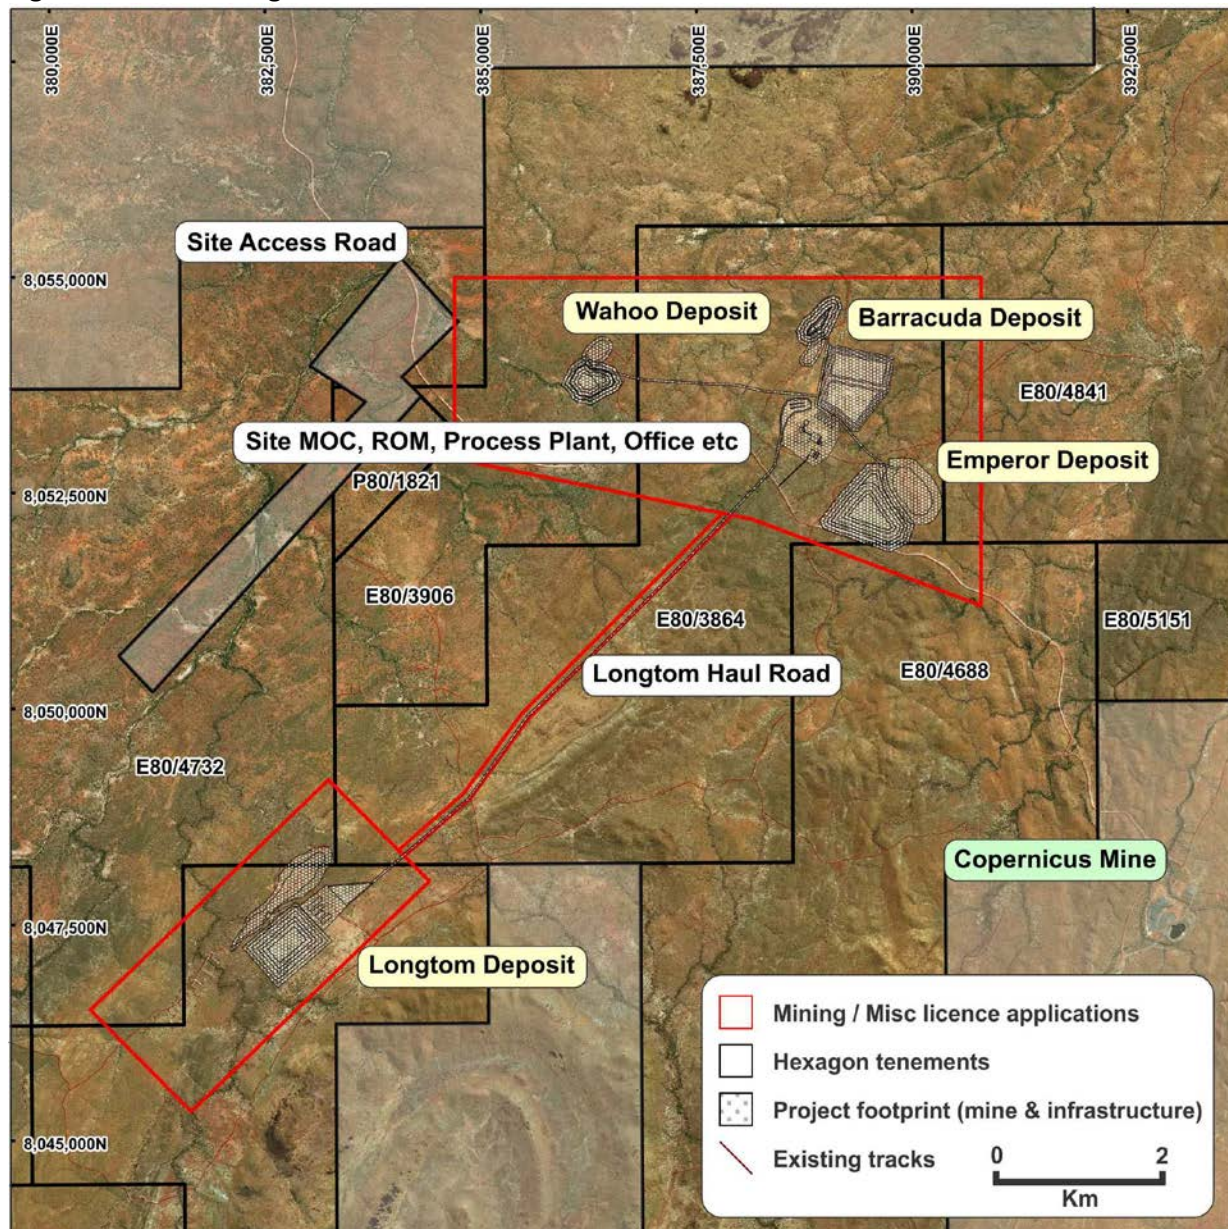 380,000E
382,500E
385,000E
387,500E
390,000E
392,500E
Site Access Road
8,055,000N
Wahoo Deposit
Barracuda Deposit
E80/4841
Site MOC, ROM, Process Plant, Office etc
Emperor Deposit
P80/1821
8,052,500N
E80/3906
E80/3864
E80/5151
Longtom Haul Road
E80/4688
8,050,000N
E80/4732
Copernicus Mine
8,047,500N
Longtom Deposit
8,045,000N
Mining / Misc licence applications
Hexagon tenements
Project footprint (mine & infrastructure)
Existing tracks
0 2
Km